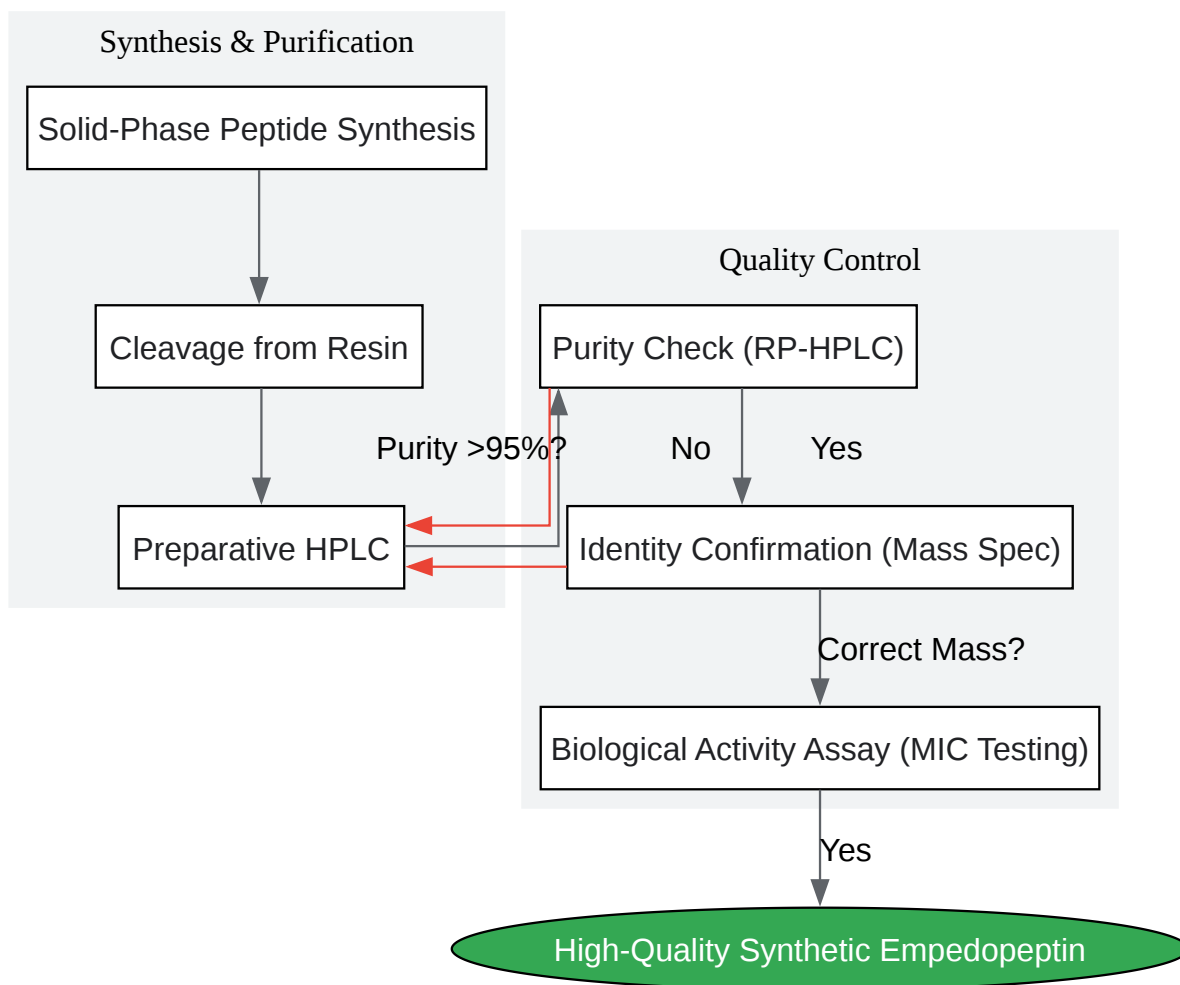 Synthesis & Purification
Solid-Phase Peptide Synthesis
Quality Control
Cleavage from Resin
Purity Check (RP-HPLC)
Purity >95%?
No
Yes
Preparative HPLC
Identity Confirmation (Mass Spec)
Correct Mass?
Biological Activity Assay (MIC Testing)
Yes
High-Quality Synthetic Empedopeptin